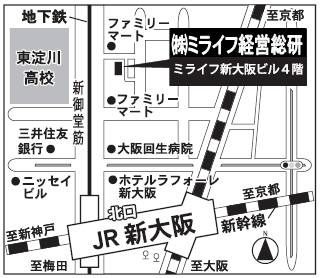 地下鉄
ファミリー
マート
至京都
㈱ミライフ経営総研
ミライフ新大阪ビル4階
東淀川
高校
新御堂筋
ファミリー
マート
三井住友
銀行
大阪回生病院
ニッセイ
ビル
ホテルラフォーレ
新大阪
北口
JR 新大阪
至京都
新幹線
至新神戸
至梅田
至大阪